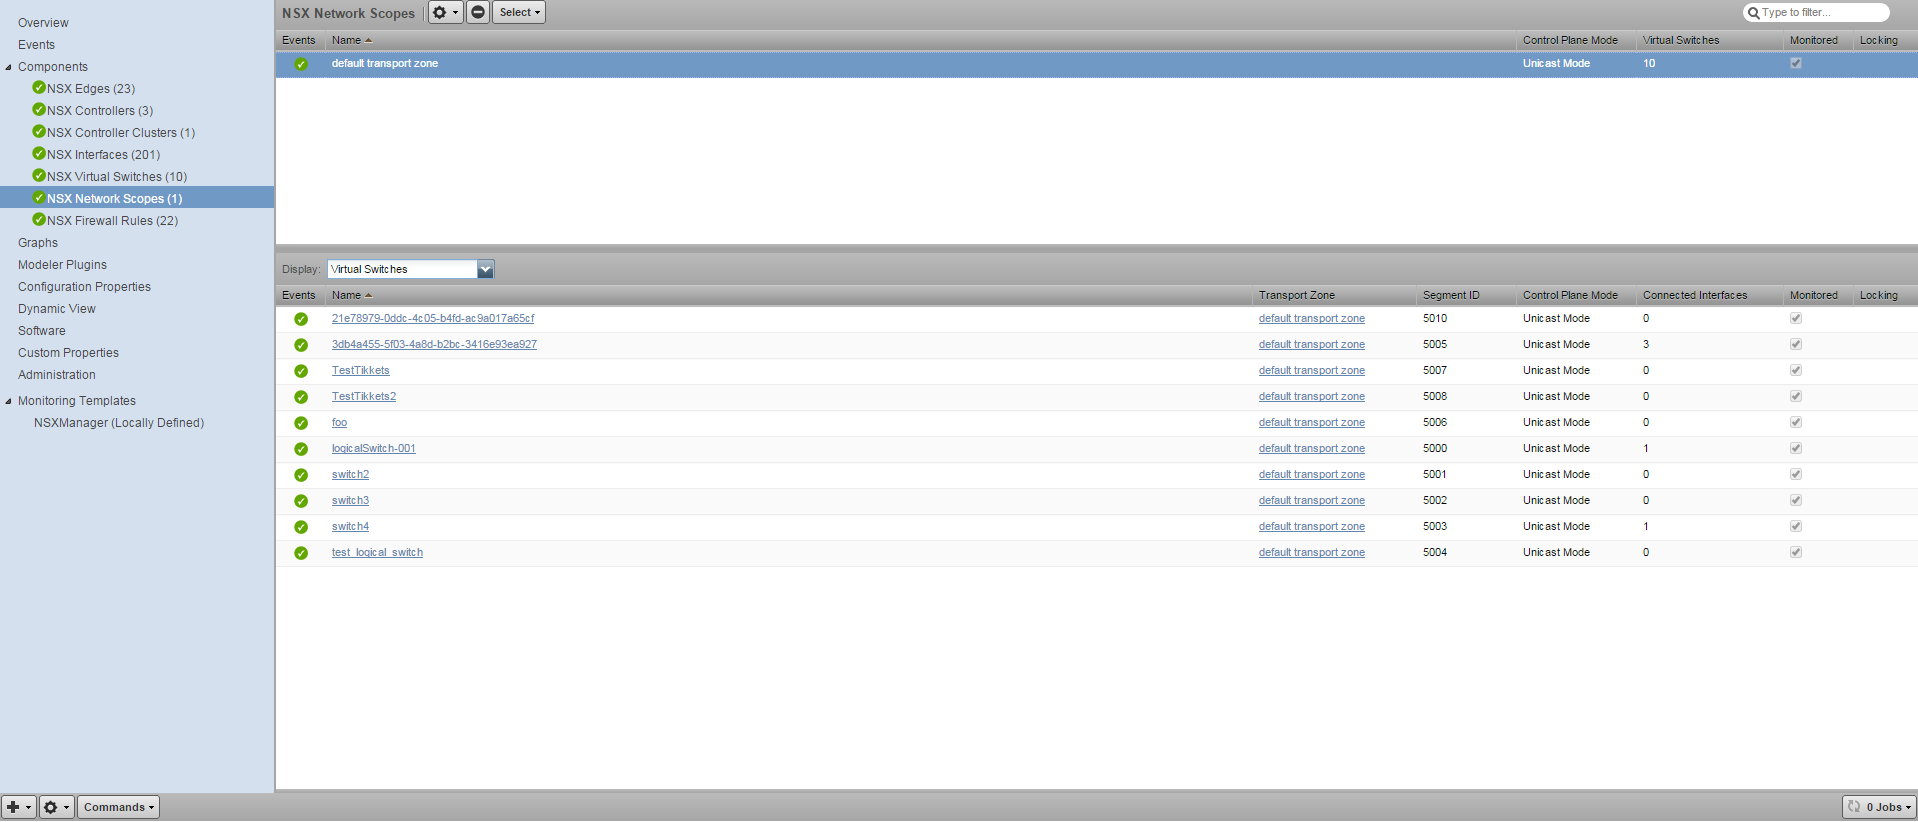 Overview
Events
Components
NSX Edges (23)
NSX Controllers (3)
NSX Controller Clusters (1)
NSX Interfaces (201)
NSX Virtual Switches (10)
NSX Network Scopes (1)
NSX Firewall Rules (22)
Graphs
Modeler Plugins
Configuration Properties
Dynamic View
Software
Custom Properties
Administration
Monitoring Templates
NSXManager (Locally Defined)
NSX Network Scopes Select Type to filter...
Events Name Control Plane Mode Virtual Switches Monitored Locking
default transport zone Unicast Mode 10
Display: Virtual Switches
Events Name Transport Zone Segment ID Control Plane Mode Connected Interfaces Monitored Locking
21e78979-0ddc-4c05-b4fd-ac9a017a65cf default transport zone 5010 Unicast Mode 0
3db4a455-5f03-4a8d-b2bc-3416e93ea927 default transport zone 5005 Unicast Mode 3
TestTikkets default transport zone 5007 Unicast Mode 0
TestTikkets2 default transport zone 5008 Unicast Mode 0
foo default transport zone 5006 Unicast Mode 0
logicalSwitch-001 default transport zone 5000 Unicast Mode 1
switch2 default transport zone 5001 Unicast Mode 0
switch3 default transport zone 5002 Unicast Mode 0
switch4 default transport zone 5003 Unicast Mode 1
test_logical_switch default transport zone 5004 Unicast Mode 0
Commands 0 Jobs